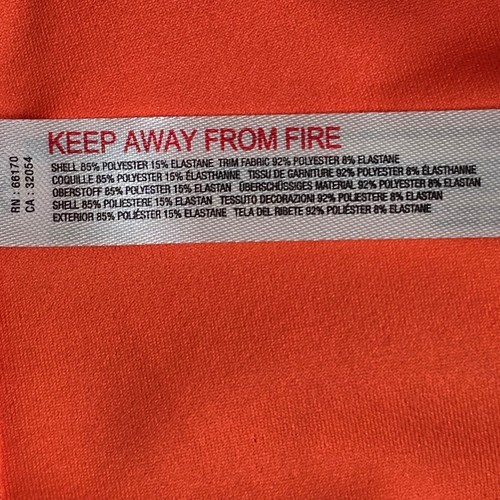 KEEP AWAY FROM FIRE
SHELL 85% POLYESTER 15% ELASTANE TRIM FABRIC 92% POLYESTER 8% ELASTANE
COQUILLE 85% POLYESTER 15% ÉLASTHANNE TISSU DE GARNITURE 92% POLYESTER 8% ÉLASTHANNE
OBERSTOFF 85% POLYESTER 15% ELASTAN ÜBERSCHÜSSIGES MATERIAL 92% POLYESTER 8% ELASTAN
SHELL 85% POLIESTERE 15% ELASTAN TESSUTO DECORAZIONI 92% POLIESTERE 8% ELASTAN
EXTERIOR 85% POLIÉSTER 15% ELASTANE TELA DEL RIBETE 92% POLIÉSTER 8% ELASTANE
RN : 66170
CA : 32054